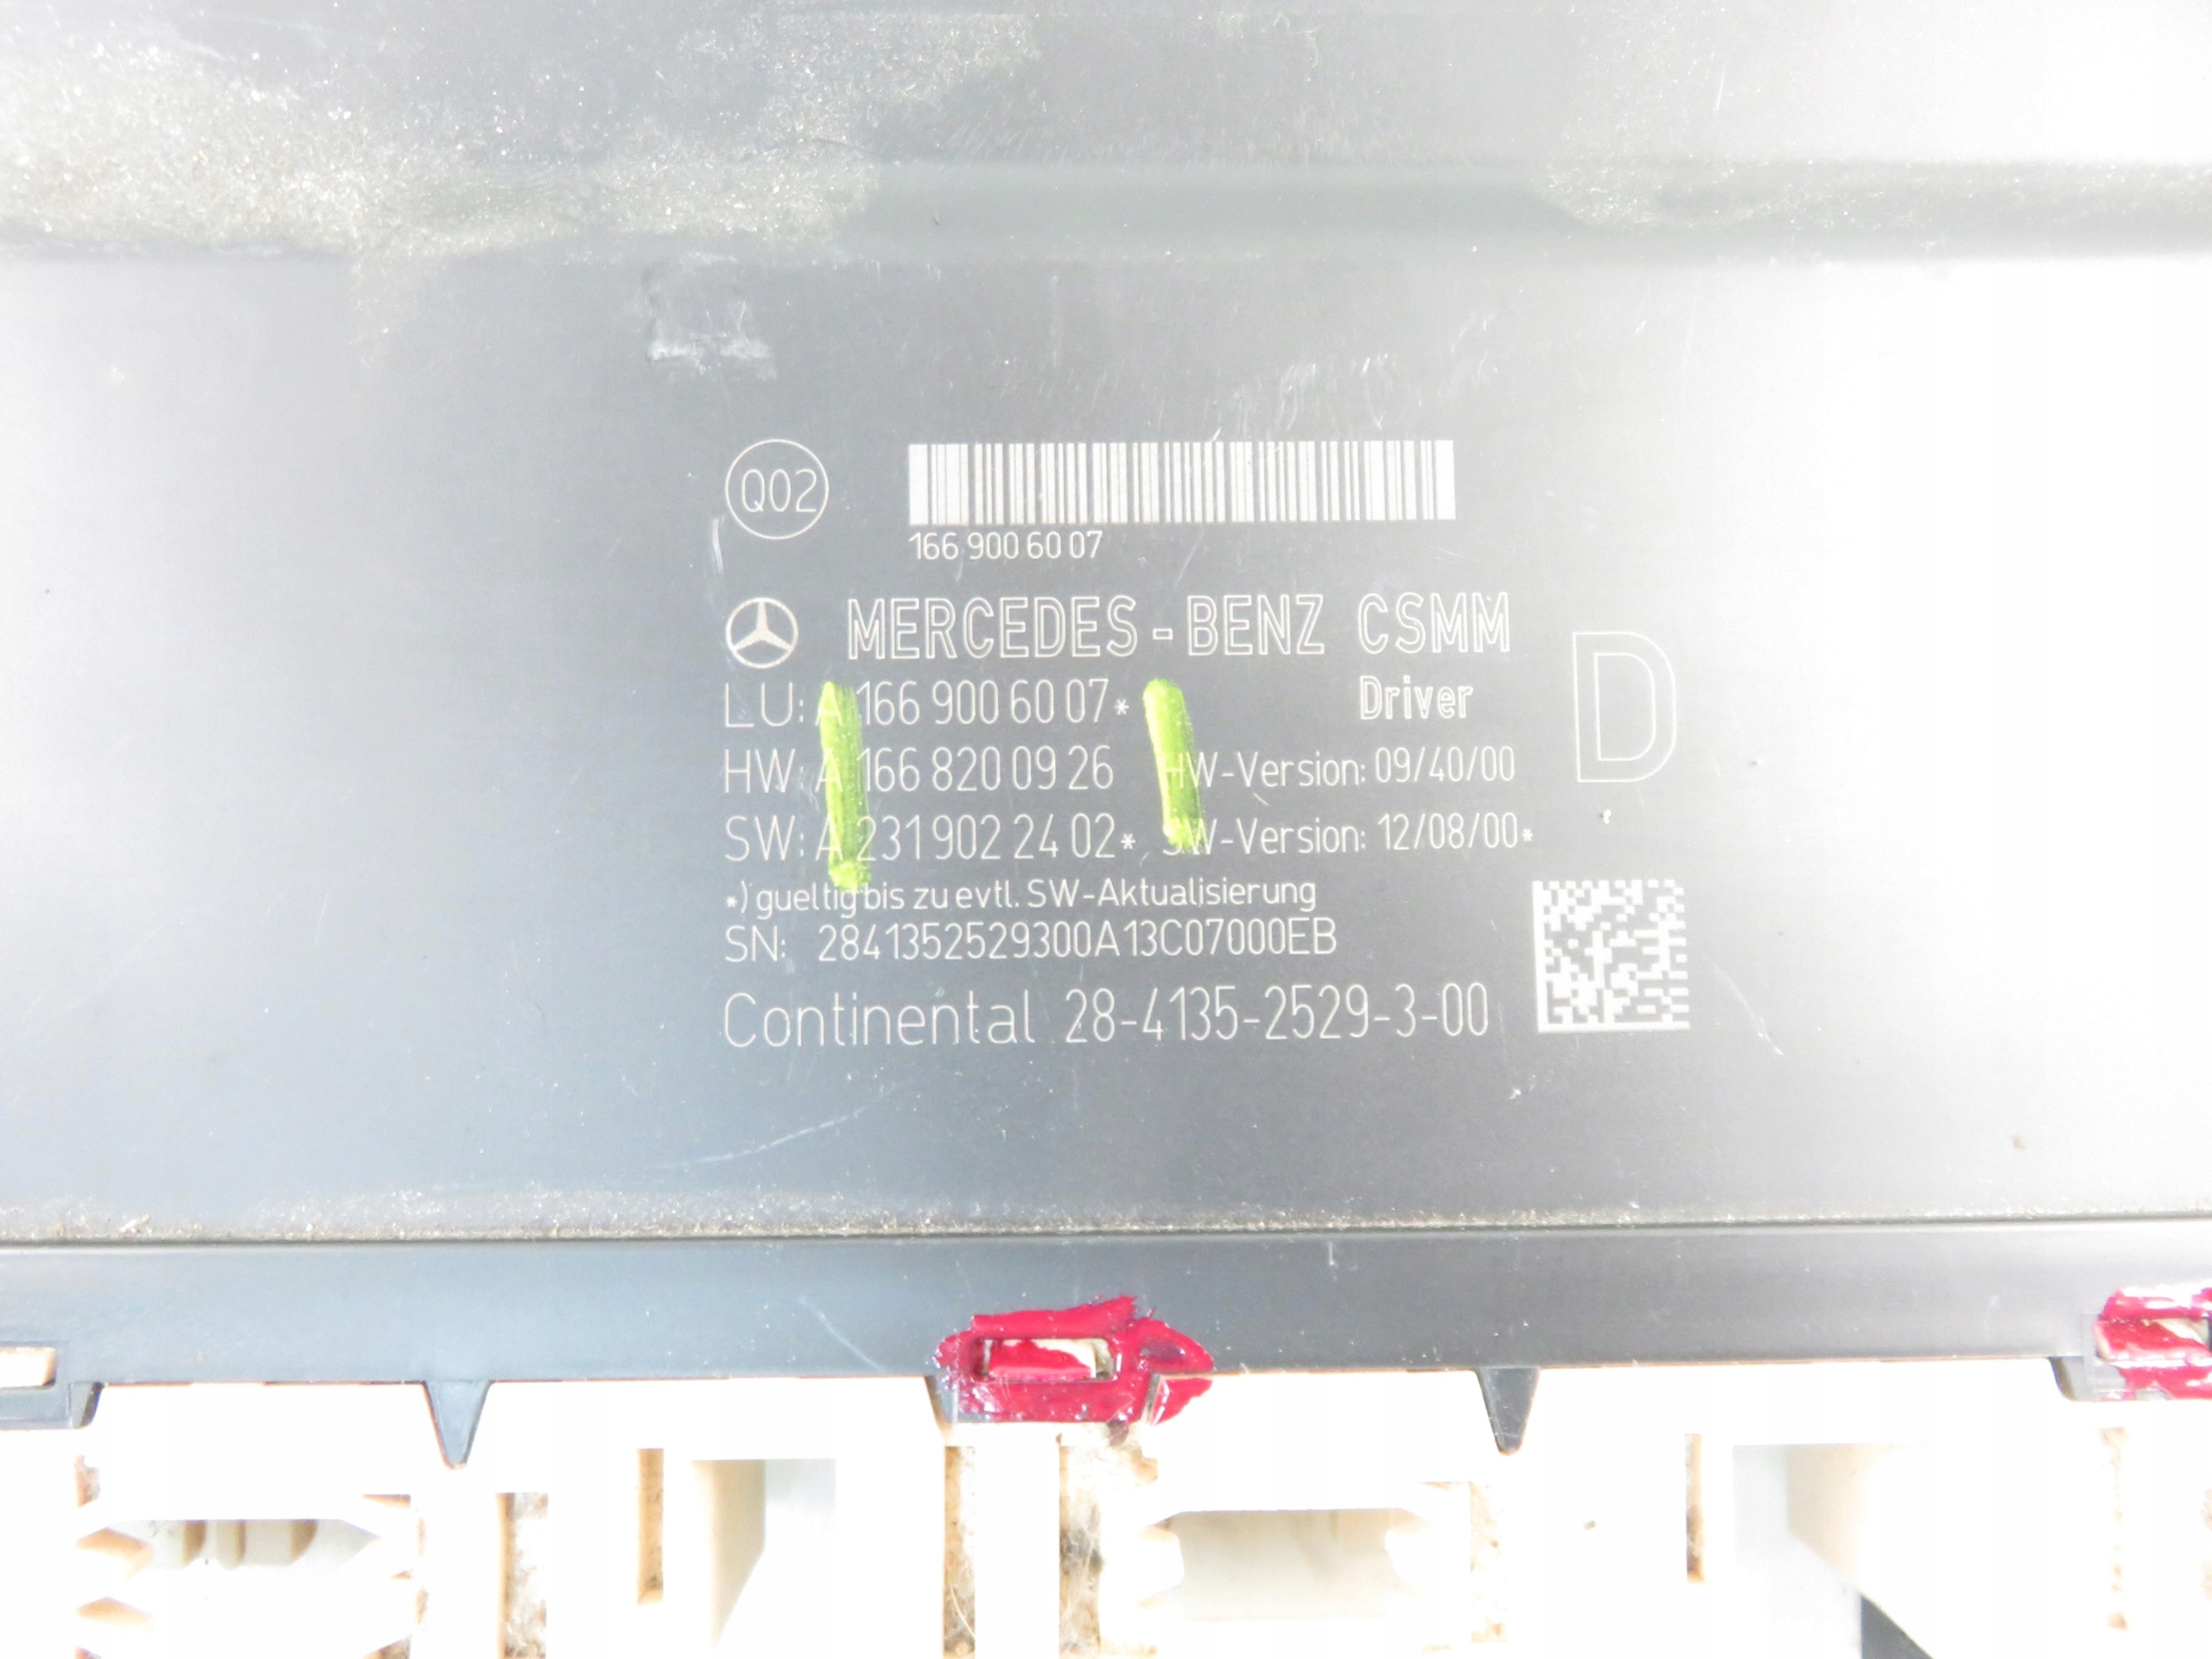 Q02
166 900 60 07
MERCEDES-BENZ CSMM
LU: A 166 900 60 07* Driver
D
HW: A 166 820 09 26 HW-Version: 09/40/00
SW: A 231 902 24 02* SW-Version: 12/08/00*
*) gueltig bis zu evtl. SW-Aktualisierung
SN: 2841352529300A13C07000EB
Continental 28-4135-2529-3-00